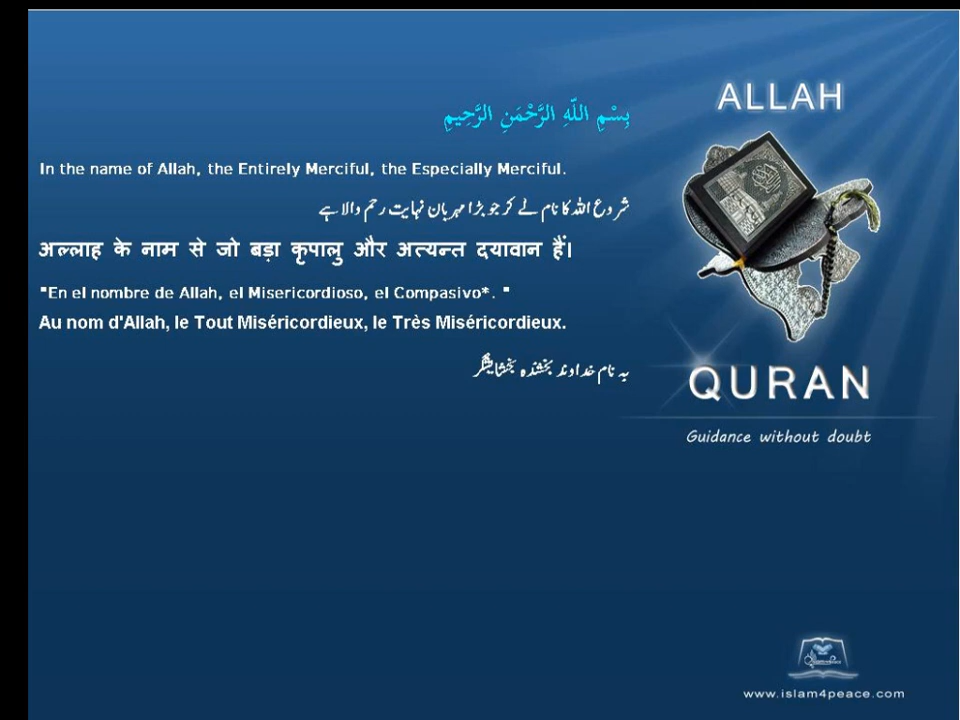 بِسْمِ اللّهِ الرَّحْمَنِ الرَّحِيمِ
In the name of Allah, the Entirely Merciful, the Especially Merciful.
شروع اللہ کا نام لے کر جو بڑا مہربان نہایت رحم والا ہے
अल्लाह के नाम से जो बड़ा कृपालु और अत्यन्त दयावान हैं।
"En el nombre de Allah, el Misericordioso, el Compasivo*. "
Au nom d'Allah, le Tout Miséricordieux, le Très Miséricordieux.
به نام خداوند بخشنده بخشایشگر
ALLAH
QURAN
Guidance without doubt
www.islam4peace.com